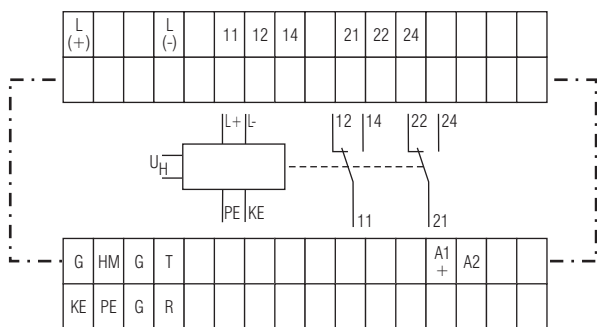 L (+) L (-) 11 12 14 21 22 24
L+ L- 12 14 22 24
UH
PE KE 11 21
G HM G T A1 + A2
KE PE G R